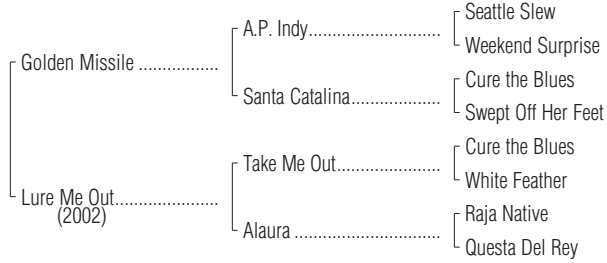 Seattle Slew
A.P. Indy..............................
Weekend Surprise
Golden Missile ..................
Cure the Blues
Santa Catalina....................
Swept Off Her Feet
Cure the Blues
Take Me Out.......................
White Feather
Lure Me Out.......................
(2002)
Raja Native
Alaura ................................
Questa Del Rey